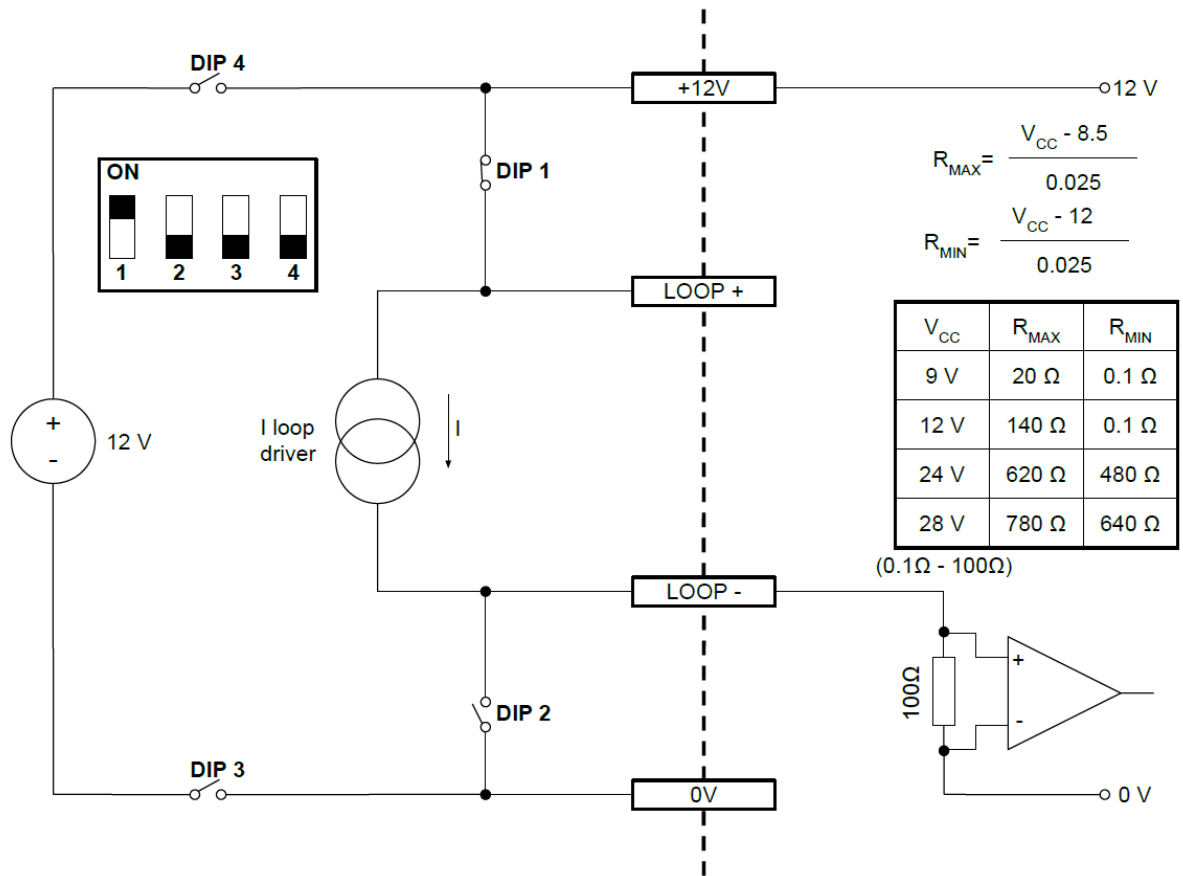 DIP 4
+12V
12 V
ON
1 2 3 4
DIP 1
R_MAX= V_CC - 8.5
0.025
R_MIN= V_CC - 12
0.025
LOOP +
V_CC R_MAX R_MIN
9 V 20 Ω 0.1 Ω
12 V 140 Ω 0.1 Ω
24 V 620 Ω 480 Ω
28 V 780 Ω 640 Ω
+
-
12 V
I loop
driver
I
(0.1Ω - 100Ω)
LOOP -
100Ω
+
-
DIP 2
DIP 3
0V
0 V